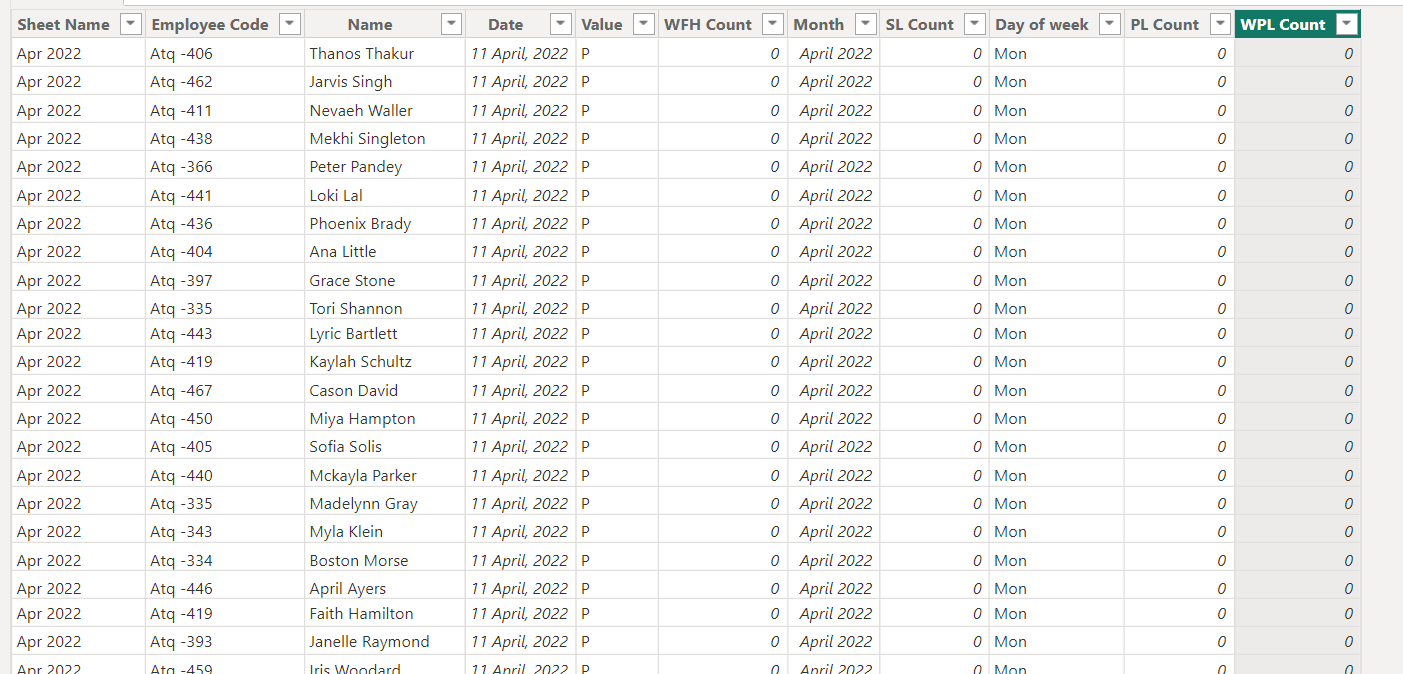 Sheet Name Employee Code Name Date Value WFH Count Month SL Count Day of week PL Count WPL Count
Apr 2022 Atq -406 Thanos Thakur 11 April, 2022 P 0 April 2022 0 Mon 0 0
Apr 2022 Atq -462 Jarvis Singh 11 April, 2022 P 0 April 2022 0 Mon 0 0
Apr 2022 Atq -411 Nevaeh Waller 11 April, 2022 P 0 April 2022 0 Mon 0 0
Apr 2022 Atq -438 Mekhi Singleton 11 April, 2022 P 0 April 2022 0 Mon 0 0
Apr 2022 Atq -366 Peter Pandey 11 April, 2022 P 0 April 2022 0 Mon 0 0
Apr 2022 Atq -441 Loki Lal 11 April, 2022 P 0 April 2022 0 Mon 0 0
Apr 2022 Atq -436 Phoenix Brady 11 April, 2022 P 0 April 2022 0 Mon 0 0
Apr 2022 Atq -404 Ana Little 11 April, 2022 P 0 April 2022 0 Mon 0 0
Apr 2022 Atq -397 Grace Stone 11 April, 2022 P 0 April 2022 0 Mon 0 0
Apr 2022 Atq -335 Tori Shannon 11 April, 2022 P 0 April 2022 0 Mon 0 0
Apr 2022 Atq -443 Lyric Bartlett 11 April, 2022 P 0 April 2022 0 Mon 0 0
Apr 2022 Atq -419 Kaylah Schultz 11 April, 2022 P 0 April 2022 0 Mon 0 0
Apr 2022 Atq -467 Cason David 11 April, 2022 P 0 April 2022 0 Mon 0 0
Apr 2022 Atq -450 Miya Hampton 11 April, 2022 P 0 April 2022 0 Mon 0 0
Apr 2022 Atq -405 Sofia Solis 11 April, 2022 P 0 April 2022 0 Mon 0 0
Apr 2022 Atq -440 Mckayla Parker 11 April, 2022 P 0 April 2022 0 Mon 0 0
Apr 2022 Atq -335 Madelynn Gray 11 April, 2022 P 0 April 2022 0 Mon 0 0
Apr 2022 Atq -343 Myla Klein 11 April, 2022 P 0 April 2022 0 Mon 0 0
Apr 2022 Atq -334 Boston Morse 11 April, 2022 P 0 April 2022 0 Mon 0 0
Apr 2022 Atq -446 April Ayers 11 April, 2022 P 0 April 2022 0 Mon 0 0
Apr 2022 Atq -419 Faith Hamilton 11 April, 2022 P 0 April 2022 0 Mon 0 0
Apr 2022 Atq -393 Janelle Raymond 11 April, 2022 P 0 April 2022 0 Mon 0 0
Apr 2022 Atq -459 Iris Woodard 11 April, 2022 P 0 April 2022 0 Mon 0 0